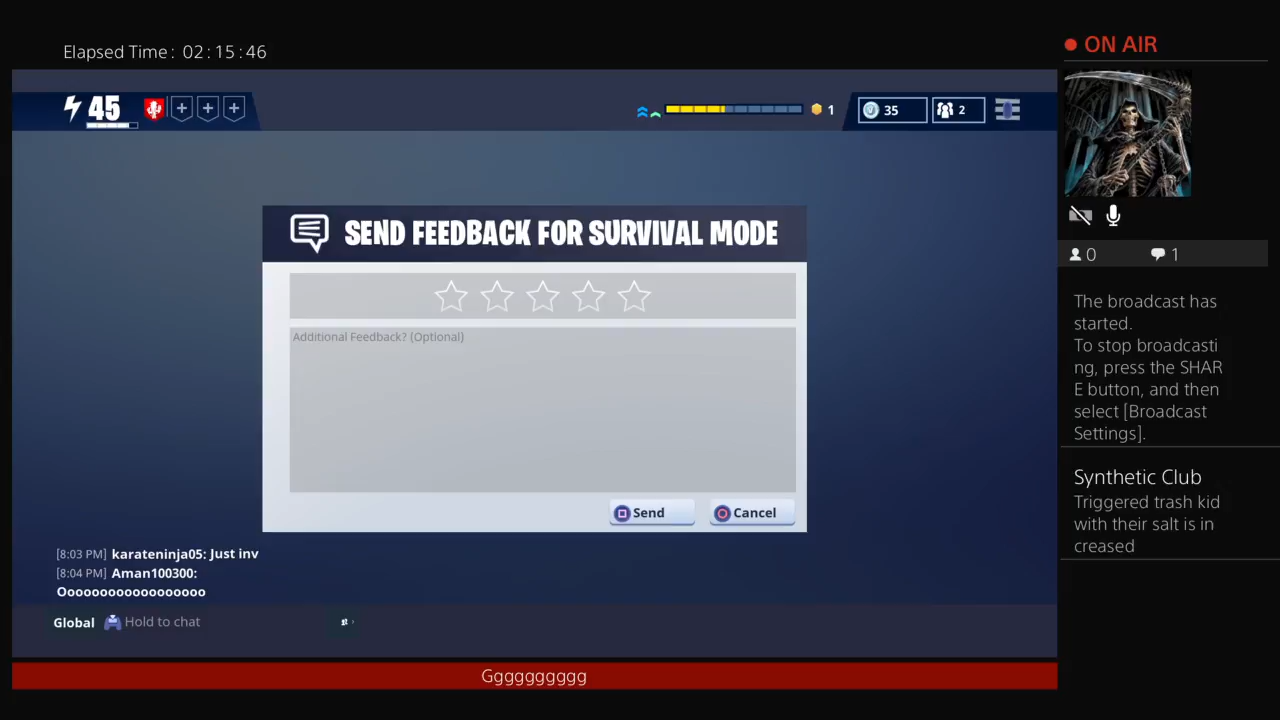 Elapsed Time: 02:15:46
ON AIR
45
1
35
2
SEND FEEDBACK FOR SURVIVAL MODE
Additional Feedback? (Optional)
Send
Cancel
0
1
The broadcast has
started.
To stop broadcasti
ng, press the SHAR
E button, and then
select [Broadcast
Settings].
Synthetic Club
Triggered trash kid
with their salt is in
creased
[8:03 PM] karateninja05: Just inv
[8:04 PM] Aman100300:
Ooooooooooooooooo
Global
Hold to chat
Gggggggggg